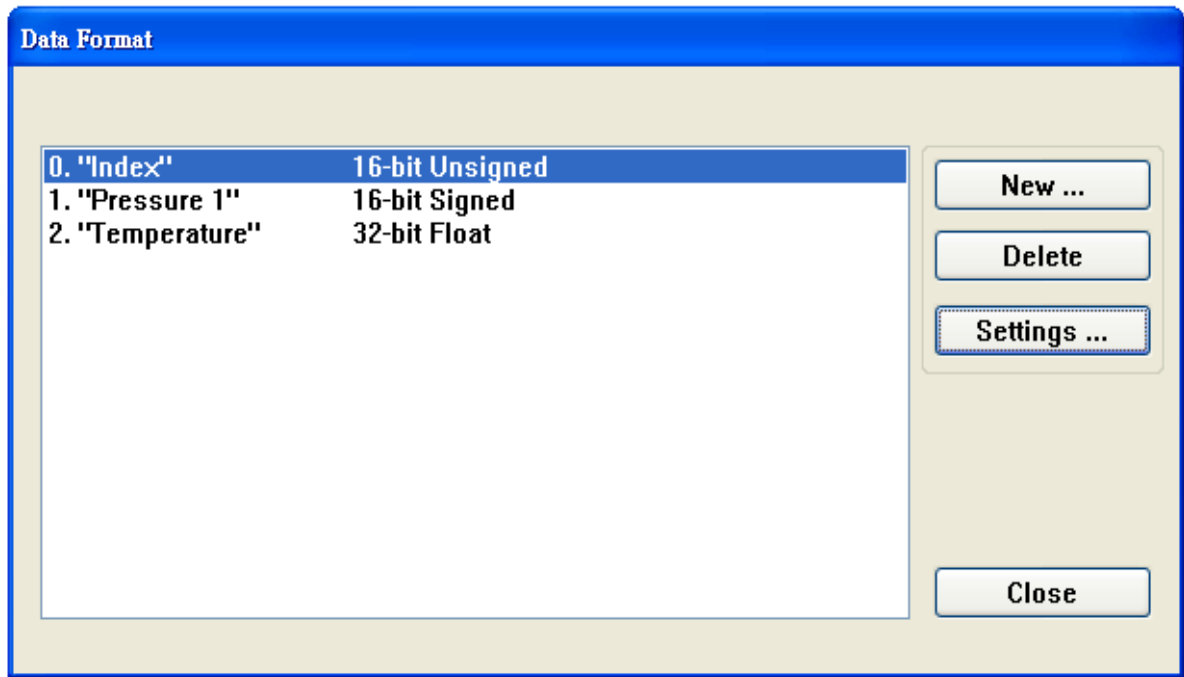 Data Format
0. "Index" 16-bit Unsigned
1. "Pressure 1" 16-bit Signed
2. "Temperature" 32-bit Float
New ...
Delete
Settings ...
Close